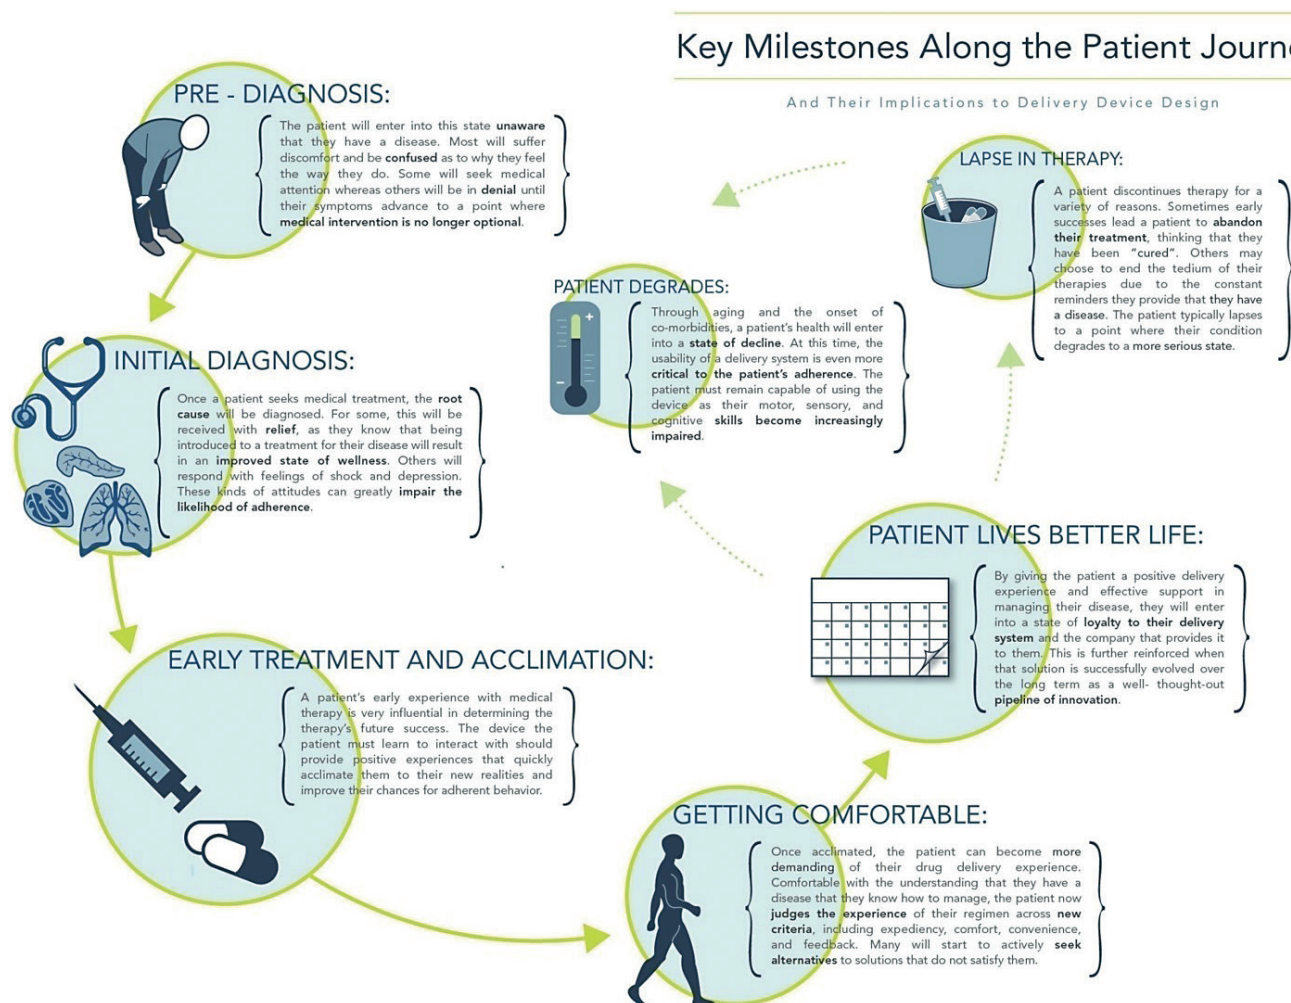 Key Milestones Along the Patient Journe
And Their Implications to Delivery Device Design
PRE - DIAGNOSIS:
The patient will enter into this state unaware
that they have a disease. Most will suffer
discomfort and be confused as to why they feel
the way they do. Some will seek medical
attention whereas others will be in denial until
their symptoms advance to a point where
medical intervention is no longer optional.
INITIAL DIAGNOSIS:
Once a patient seeks medical treatment, the root
cause will be diagnosed. For some, this will be
received with relief, as they know that being
introduced to a treatment for their disease will result
in an improved state of wellness. Others will
respond with feelings of shock and depression.
These kinds of attitudes can greatly impair the
likelihood of adherence.
EARLY TREATMENT AND ACCLIMATION:
A patient's early experience with medical
therapy is very influential in determining the
therapy's future success. The device the
patient must learn to interact with should
provide positive experiences that quickly
acclimate them to their new realities and
improve their chances for adherent behavior.
GETTING COMFORTABLE:
Once acclimated, the patient can become more
demanding of their drug delivery experience.
Comfortable with the understanding that they have a
disease that they know how to manage, the patient now
judges the experience of their regimen across new
criteria, including expediency, comfort, convenience,
and feedback. Many will start to actively seek
alternatives to solutions that do not satisfy them.
PATIENT LIVES BETTER LIFE:
By giving the patient a positive delivery
experience and effective support in
managing their disease, they will enter
into a state of loyalty to their delivery
system and the company that provides it
to them. This is further reinforced when
that solution is successfully evolved over
the long term as a well- thought-out
pipeline of innovation.
LAPSE IN THERAPY:
A patient discontinues therapy for a
variety of reasons. Sometimes early
successes lead a patient to abandon
their treatment, thinking that they
have been "cured". Others may
choose to end the tedium of their
therapies due to the constant
reminders they provide that they have
a disease. The patient typically lapses
to a point where their condition
degrades to a more serious state.
PATIENT DEGRADES:
Through aging and the onset of
co-morbidities, a patient's health will enter
into a state of decline. At this time, the
usability of a delivery system is even more
critical to the patient's adherence. The
patient must remain capable of using the
device as their motor, sensory, and
cognitive skills become increasingly
impaired.